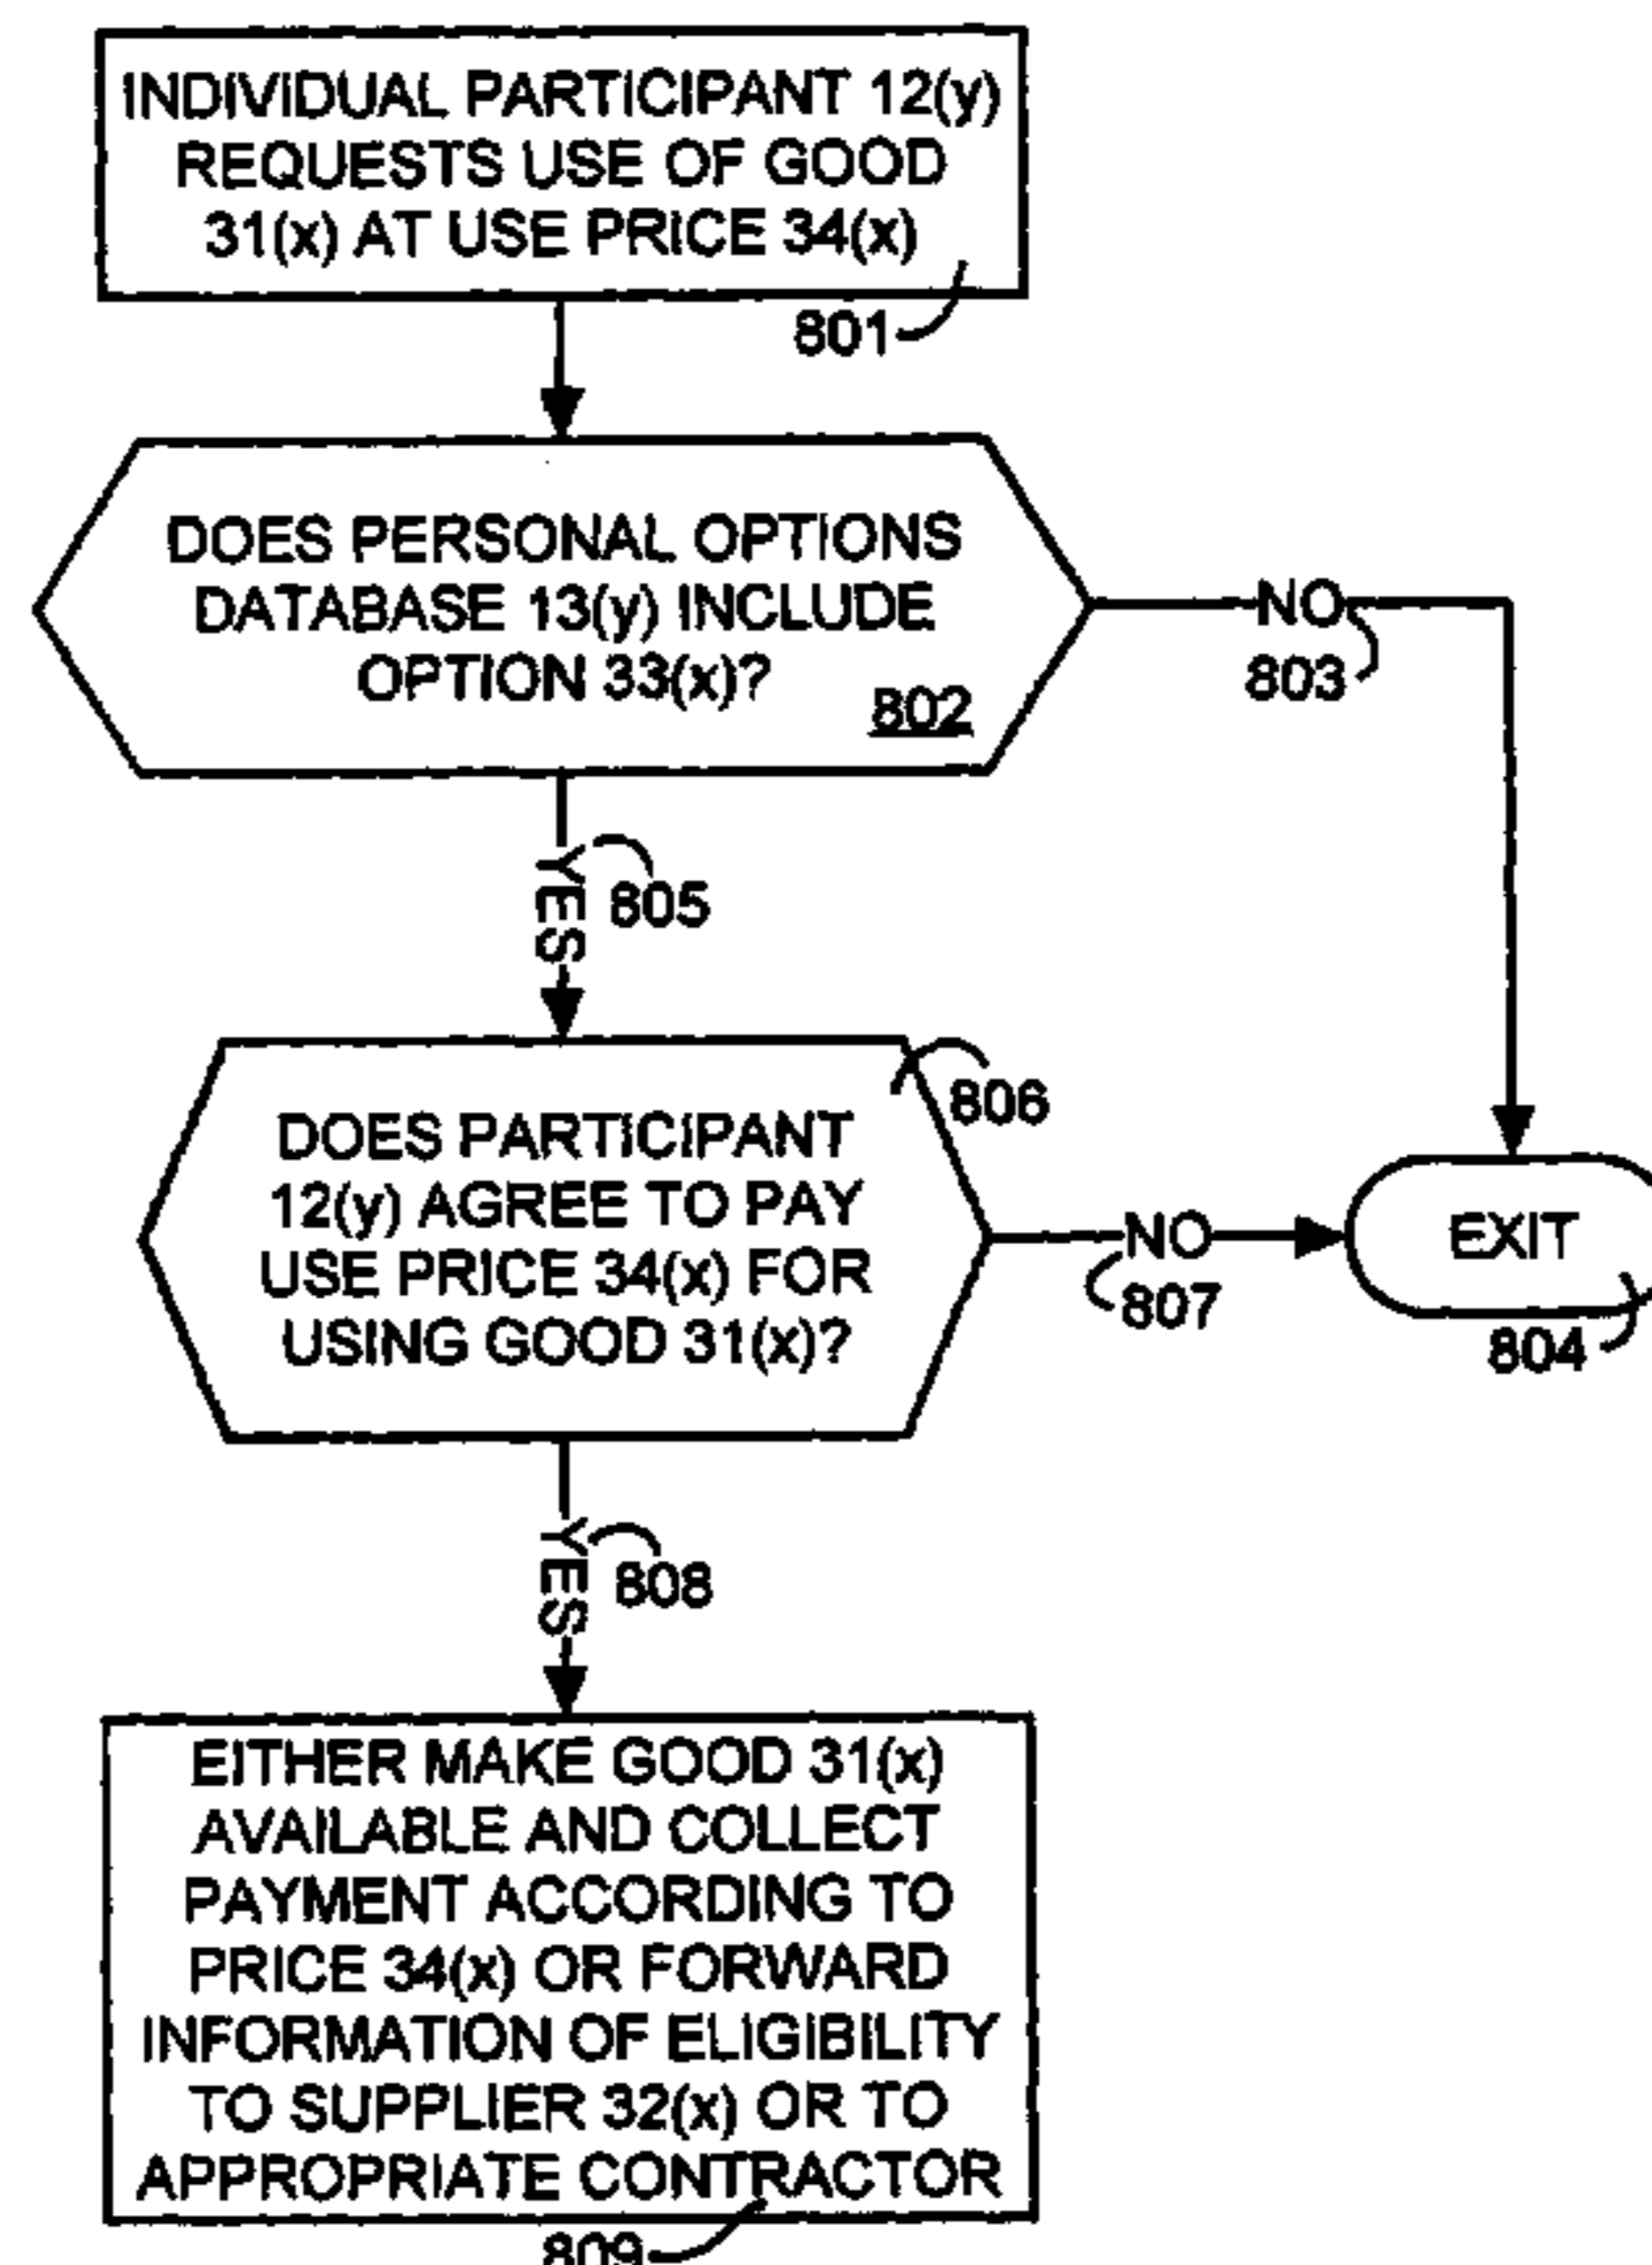 INDIVIDUAL PARTICIPANT 12(y)
REQUESTS USE OF GOOD
31(x) AT USE PRICE 34(x)
801
DOES PERSONAL OPTIONS
DATABASE 13(y) INCLUDE
OPTION 33(x)?
802
NO
803
YES
805
806
DOES PARTICIPANT
12(y) AGREE TO PAY
USE PRICE 34(x) FOR
USING GOOD 31(x)?
NO
807
EXIT
804
YES
808
EITHER MAKE GOOD 31(x)
AVAILABLE AND COLLECT
PAYMENT ACCORDING TO
PRICE 34(x) OR FORWARD
INFORMATION OF ELIGIBILITY
TO SUPPLIER 32(x) OR TO
APPROPRIATE CONTRACTOR
809